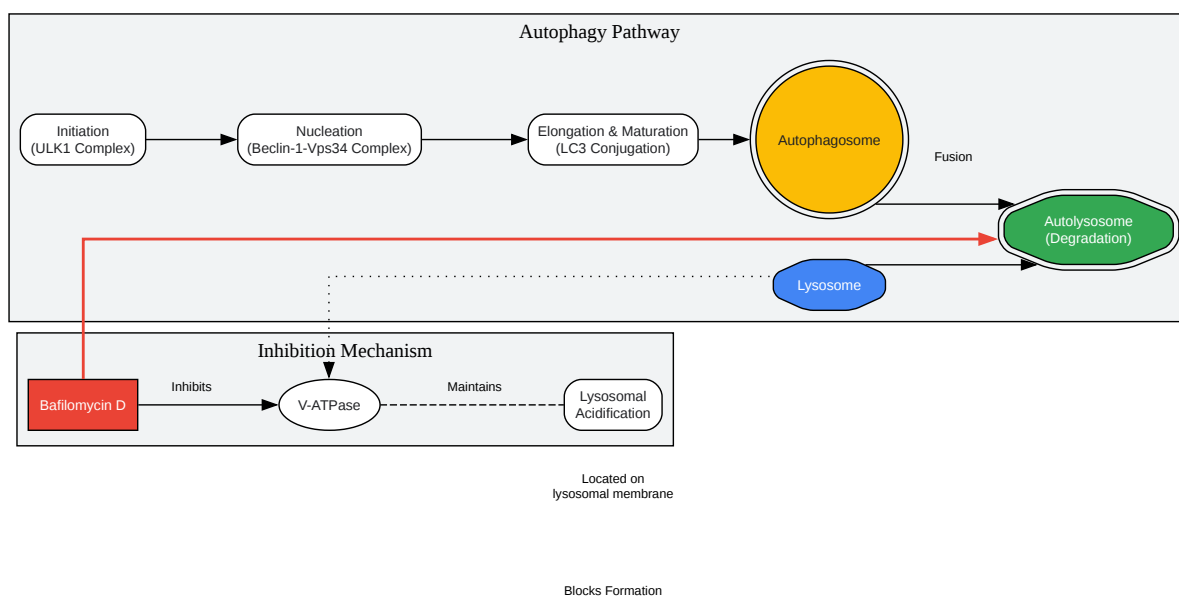 Autophagy Pathway
Initiation
(ULK1 Complex)
Nucleation
(Beclin-1-Vps34 Complex)
Elongation & Maturation
(LC3 Conjugation)
Autophagosome
Fusion
Autolysosome
(Degradation)
Lysosome
Inhibition Mechanism
Bafilomycin D
Inhibits
V-ATPase
Maintains
Lysosomal
Acidification
Located on
lysosomal membrane
Blocks Formation